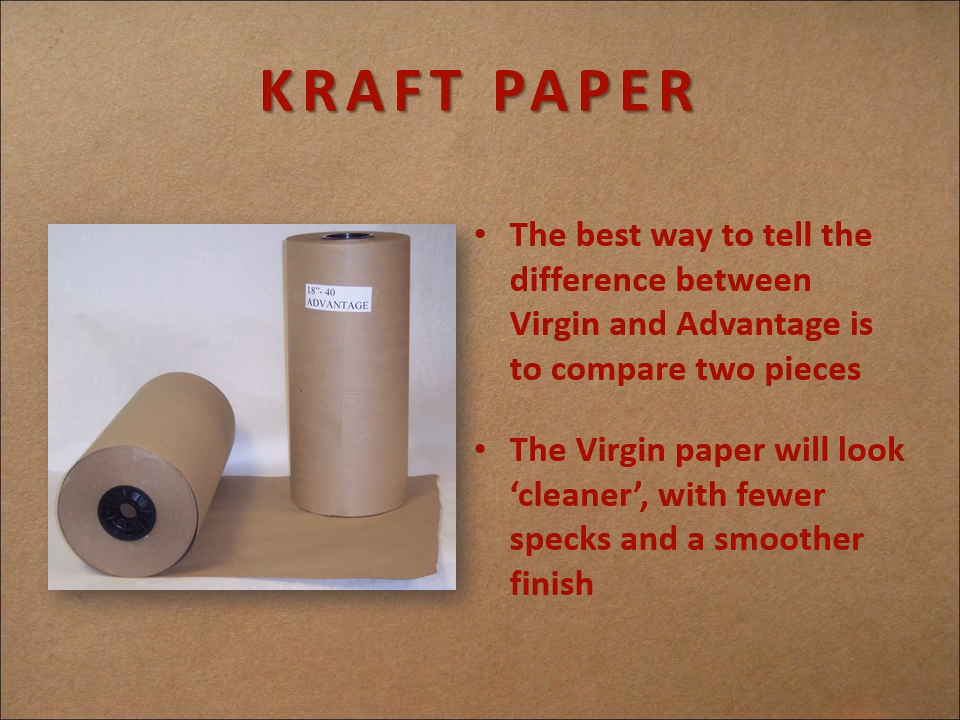 KRAFT PAPER
18"- 40
ADVANTAGE
• The best way to tell the
difference between
Virgin and Advantage is
to compare two pieces
• The Virgin paper will look
‘cleaner’, with fewer
specks and a smoother
finish